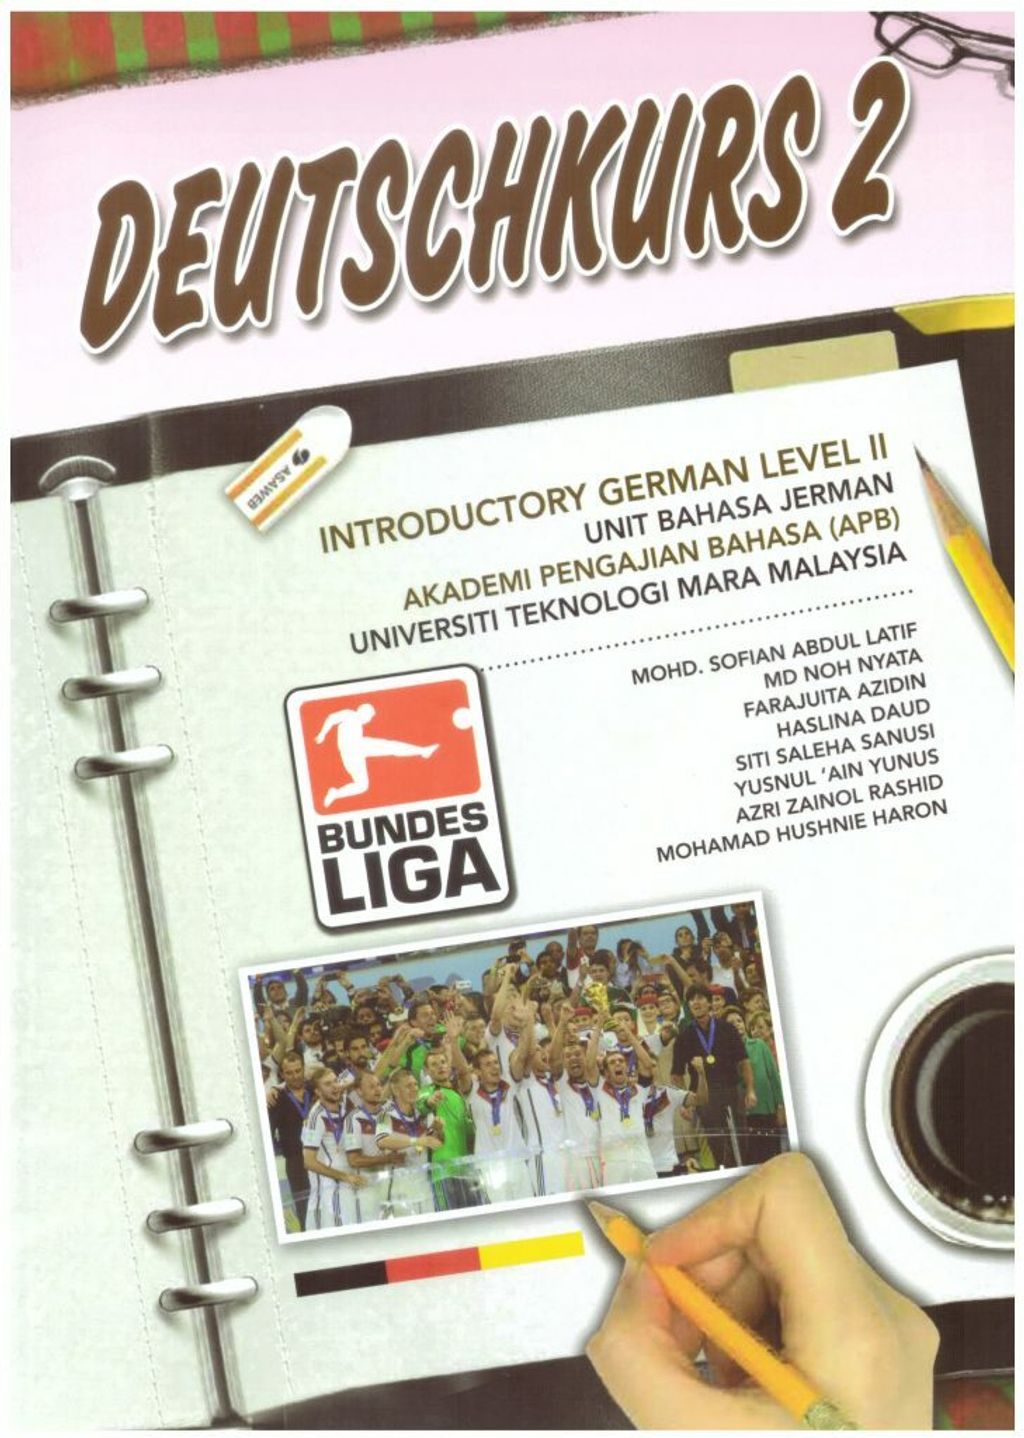 DEUTSCHKURS 2
ASAWEB
INTRODUCTORY GERMAN LEVEL II
UNIT BAHASA JERMAN
AKADEMI PENGAJIAN BAHASA (APB)
UNIVERSITI TEKNOLOGI MARA MALAYSIA
MOHD. SOFIAN ABDUL LATIF
MD NOH NYATA
FARAJUITA AZIDIN
HASLINA DAUD
SITI SALEHA SANUSI
YUSNUL 'AIN YUNUS
AZRI ZAINOL RASHID
MOHAMAD HUSHNIE HARON
BUNDES
LIGA